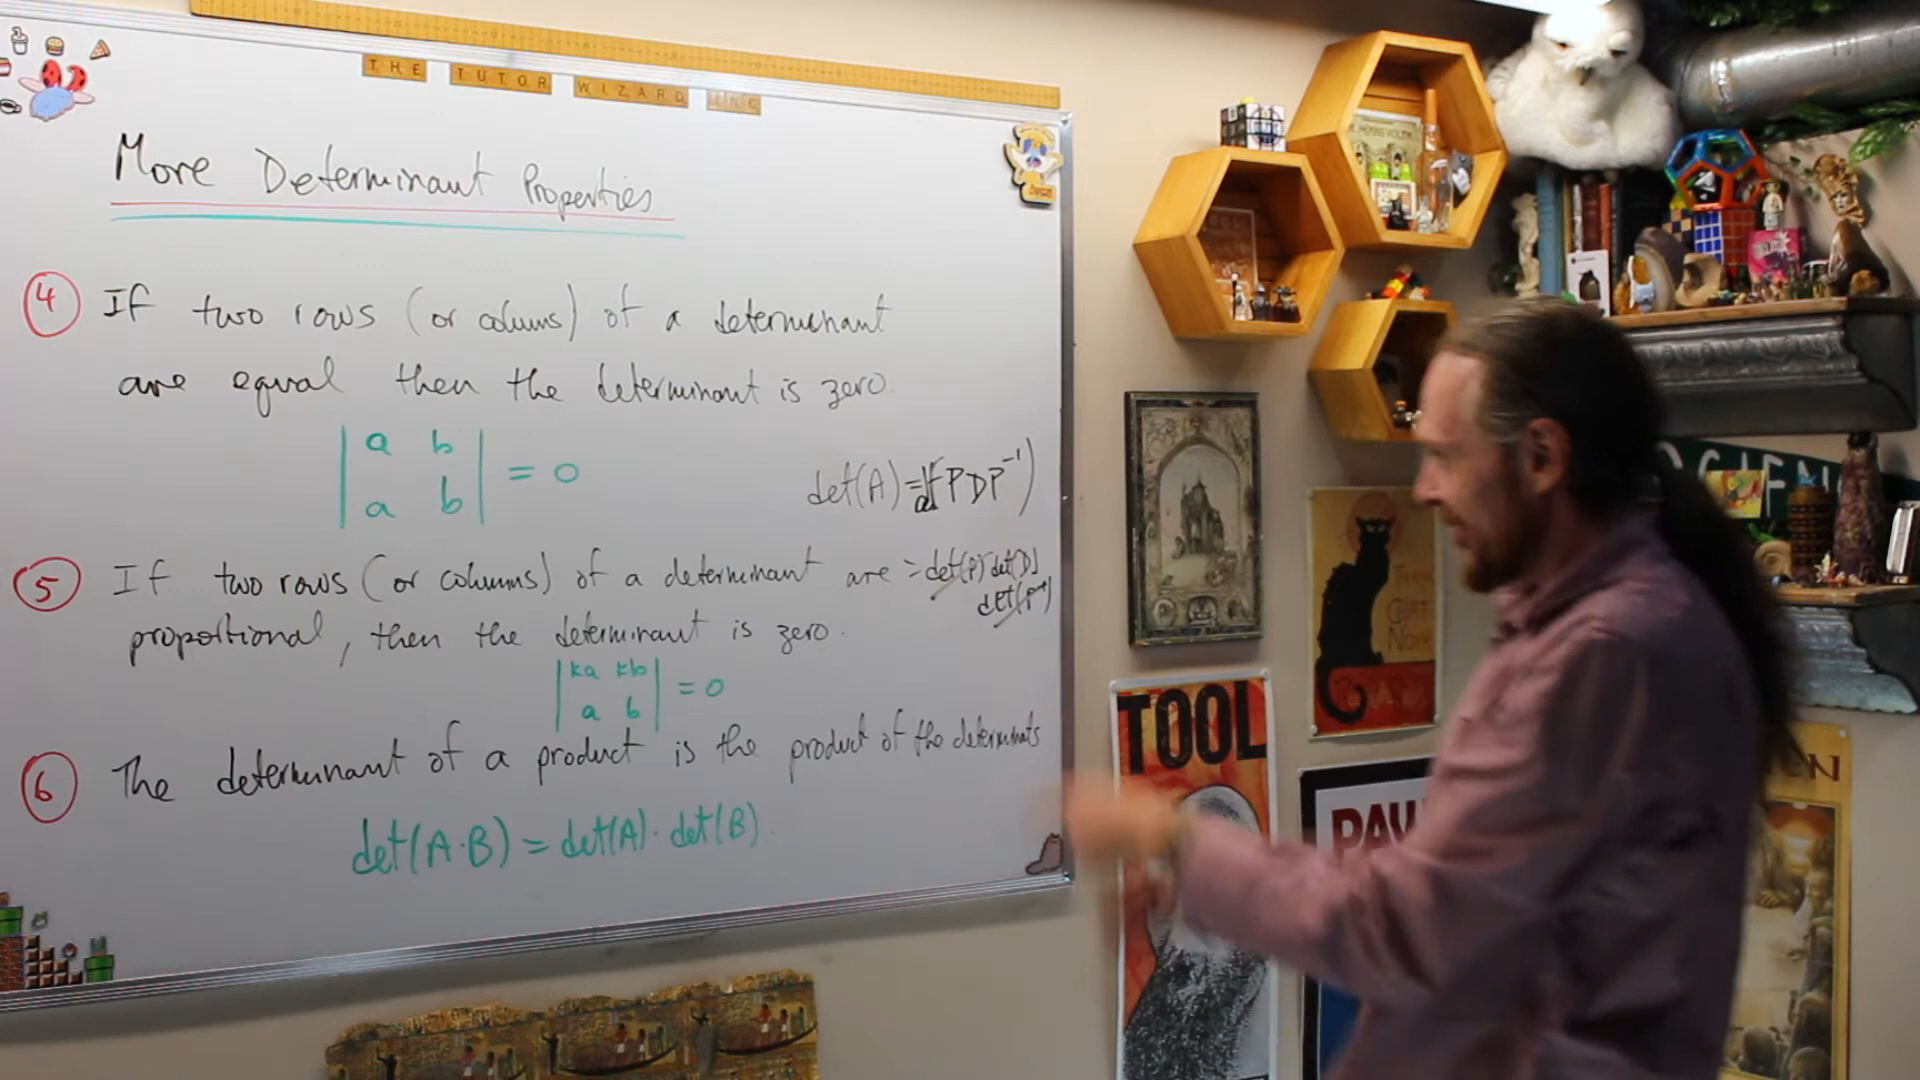 THE TUTOR WIZARD INC
More Determinant Properties
4 If two rows (or colums) of a determinant
are equal then the determinant is zero.
a b
a b = 0
det(A) = det(PDP⁻¹)
= det(P) det(D)
det(P⁻¹)
5 If two rows (or columns) of a determinant are
proportional, then the determinant is zero.
ka kb
a b = 0
6 The determinant of a product is the product of the determinats
det(A·B) = det(A)·det(B).
TOOL
PAW